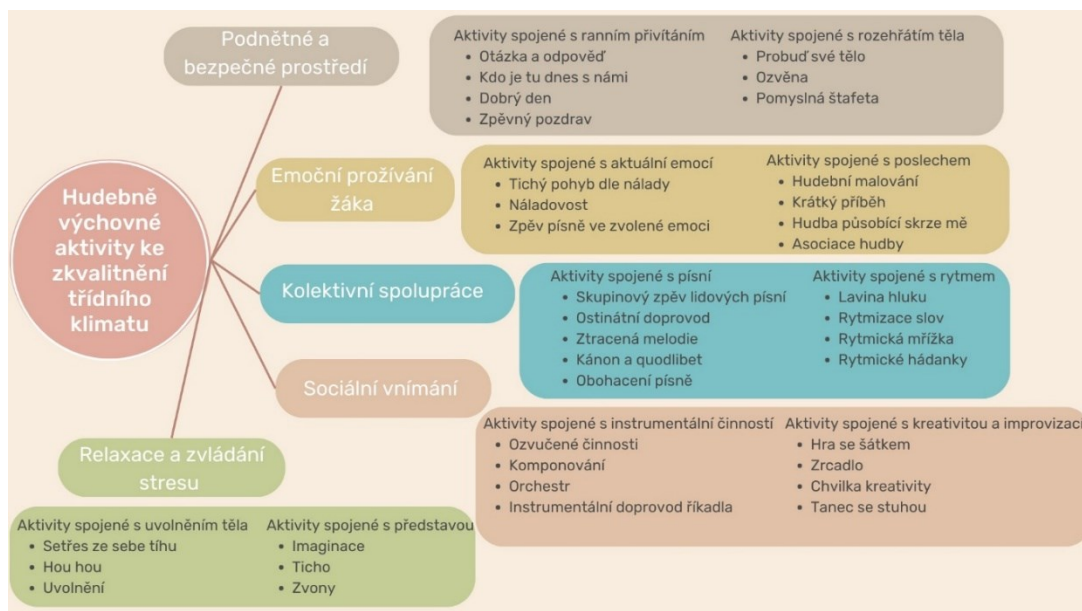 Hudebně
výchovné
aktivity ke
zkvalitnění
třídního
klimatu
Podnětné a
bezpečné prostředí
Aktivity spojené s ranním přivítáním
• Otázka a odpověď
• Kdo je tu dnes s námi
• Dobrý den
• Zpěvný pozdrav
Aktivity spojené s rozehřátím těla
• Probuď své tělo
• Ozvěna
• Pomyslná štafeta
Emoční prožívání
žáka
Aktivity spojené s aktuální emocí
• Tichý pohyb dle nálady
• Náladovost
• Zpěv písně ve zvolené emoci
Aktivity spojené s poslechem
• Hudební malování
• Krátký příběh
• Hudba působící skrze mě
• Asociace hudby
Kolektivní spolupráce
Aktivity spojené s písní
• Skupinový zpěv lidových písní
• Ostinátní doprovod
• Ztracená melodie
• Kánon a quodlibet
• Obohacení písně
Aktivity spojené s rytmem
• Lavina hluku
• Rytmizace slov
• Rytmická mřížka
• Rytmické hádanky
Sociální vnímání
Aktivity spojené s instrumentální činností
• Ozvučené činnosti
• Komponování
• Orchestr
• Instrumentální doprovod říkadla
Aktivity spojené s kreativitou a improvizací
• Hra se šátkem
• Zrcadlo
• Chvilka kreativity
• Tanec se stuhou
Relaxace a zvládání
stresu
Aktivity spojené s uvolněním těla
• Setřes ze sebe tíhu
• Hou hou
• Uvolnění
Aktivity spojené s představou
• Imaginace
• Ticho
• Zvony